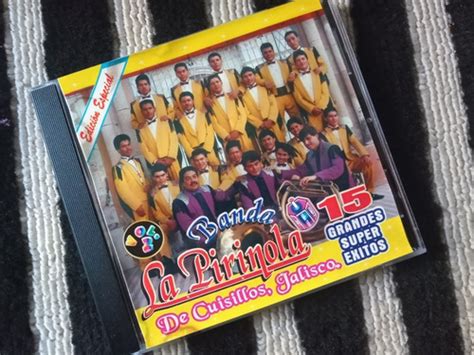 Edición Especial
Banda
La Pirinola
De Cuisillos, Jalisco.
15
GRANDES
SUPER
EXITOS